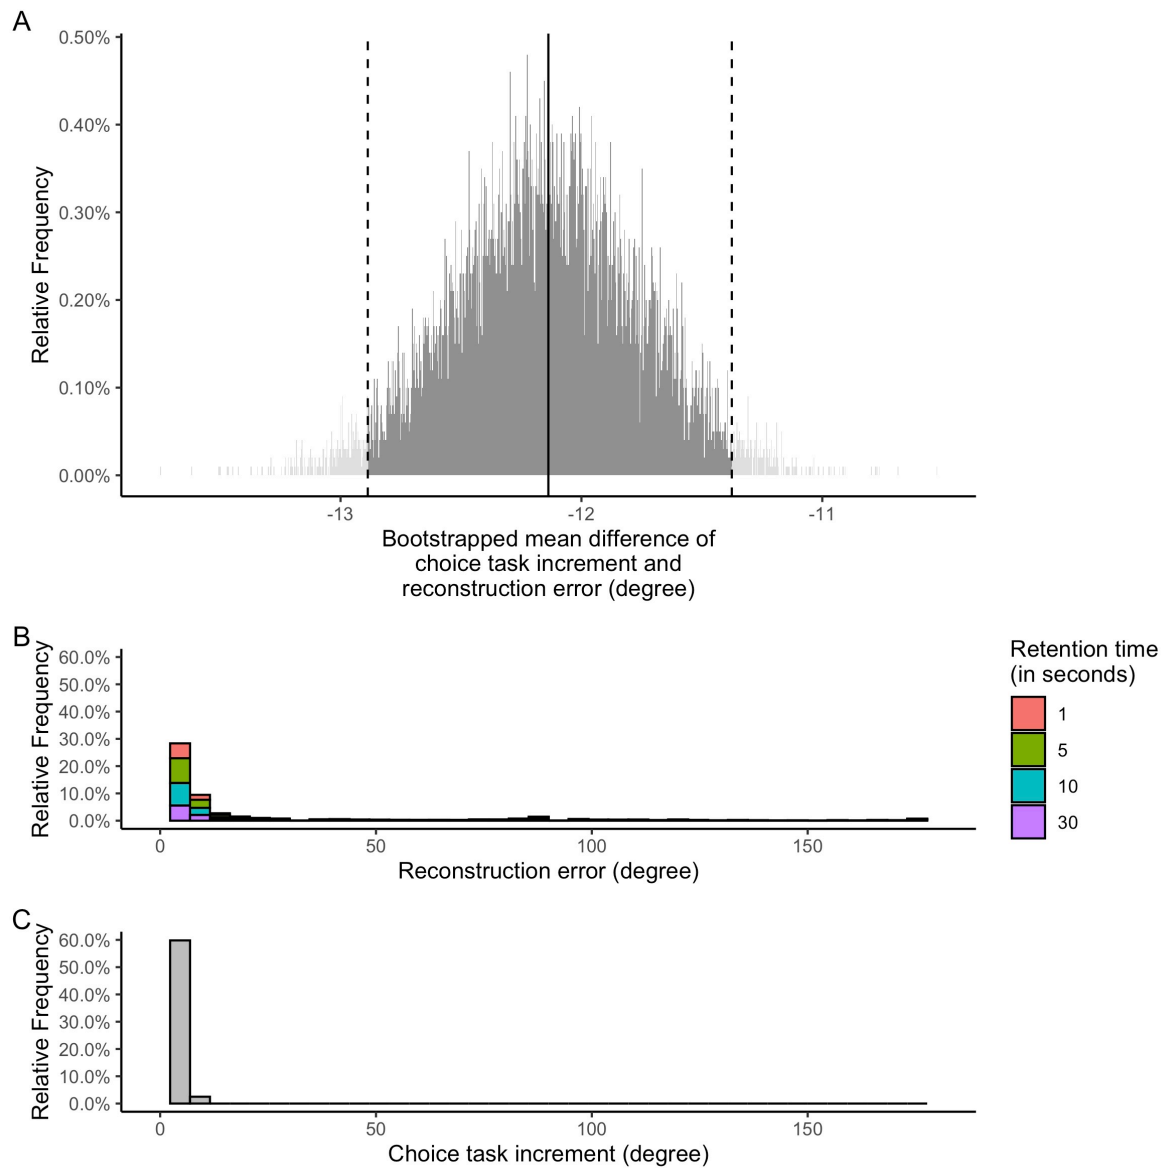 A
Relative Frequency
0.50%
0.40%
0.30%
0.20%
0.10%
0.00%
-13
-12
-11
Bootstrapped mean difference of
choice task increment and
reconstruction error (degree)
B
Relative Frequency
60.0%
50.0%
40.0%
30.0%
20.0%
10.0%
0.0%
0
50
100
150
Reconstruction error (degree)
Retention time
(in seconds)
1
5
10
30
C
Relative Frequency
60.0%
50.0%
40.0%
30.0%
20.0%
10.0%
0.0%
0
50
100
150
Choice task increment (degree)